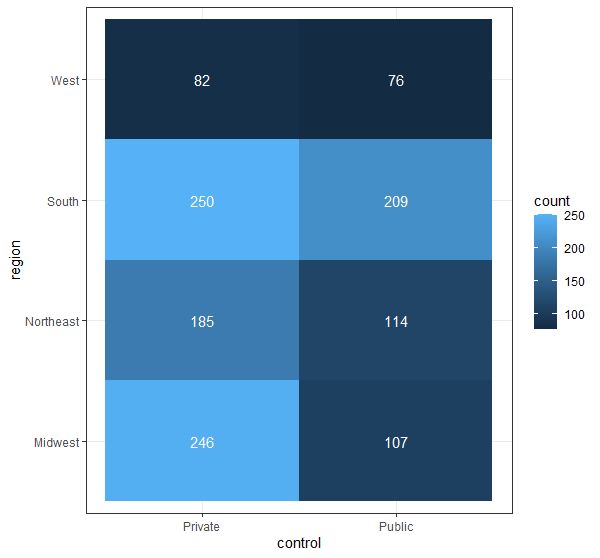 West 82 76
South 250 209
Northeast 185 114
Midwest 246 107
Private Public
control
region
count
250
200
150
100